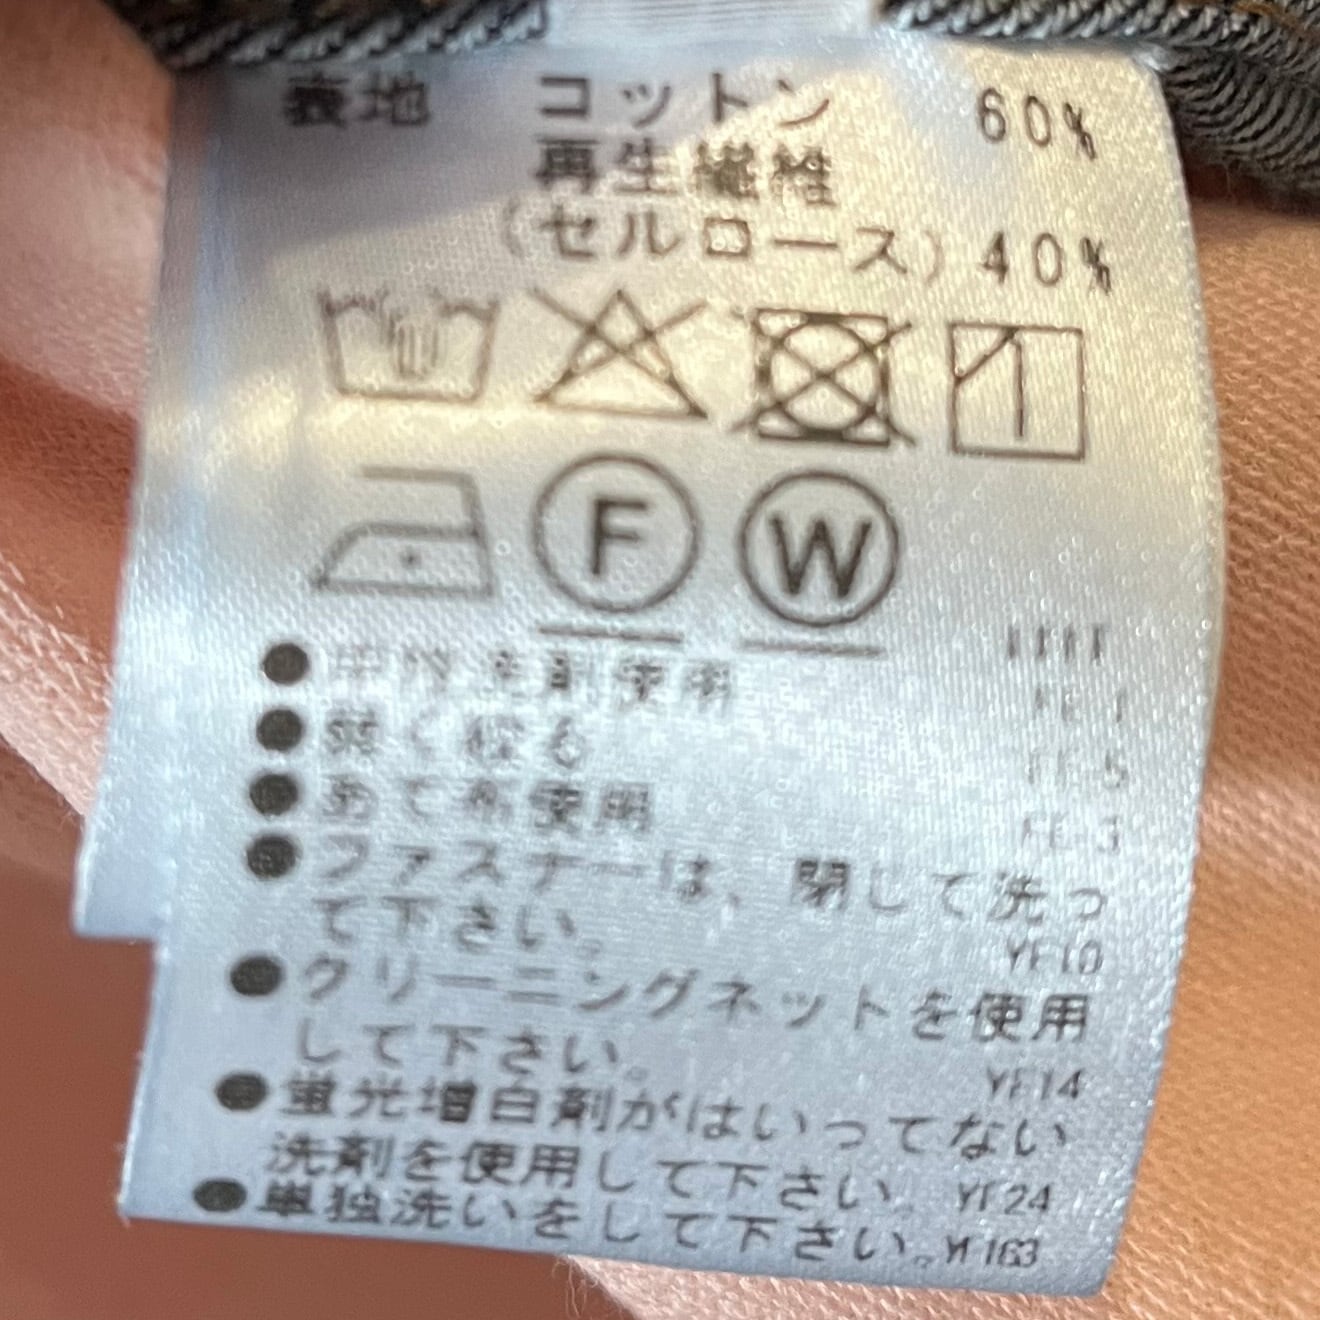 表地 コットン 60%
再生繊維
(セルロース) 40%
F W
● 中性洗剤使用
● 弱く絞る
● あて布使用
● ファスナーは、閉じて洗っ
て下さい。 YF10
● クリーニングネットを使用
して下さい。 YF14
● 蛍光増白剤がはいってない
洗剤を使用して下さい。 YF24
● 単独洗いをして下さい。 163